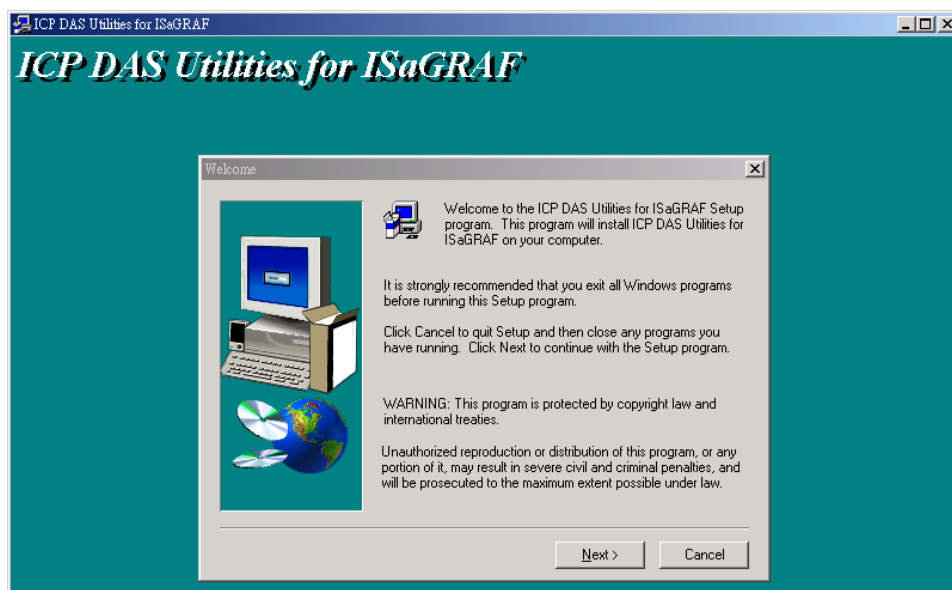 ICP DAS Utilities for ISaGRAF
ICP DAS Utilities for ISaGRAF
Welcome
Welcome to the ICP DAS Utilities for ISaGRAF Setup
program. This program will install ICP DAS Utilities for
ISaGRAF on your computer.
It is strongly recommended that you exit all Windows programs
before running this Setup program.
Click Cancel to quit Setup and then close any programs you
have running. Click Next to continue with the Setup program.
WARNING: This program is protected by copyright law and
international treaties.
Unauthorized reproduction or distribution of this program, or any
portion of it, may result in severe civil and criminal penalties, and
will be prosecuted to the maximum extent possible under law.
Next >
Cancel